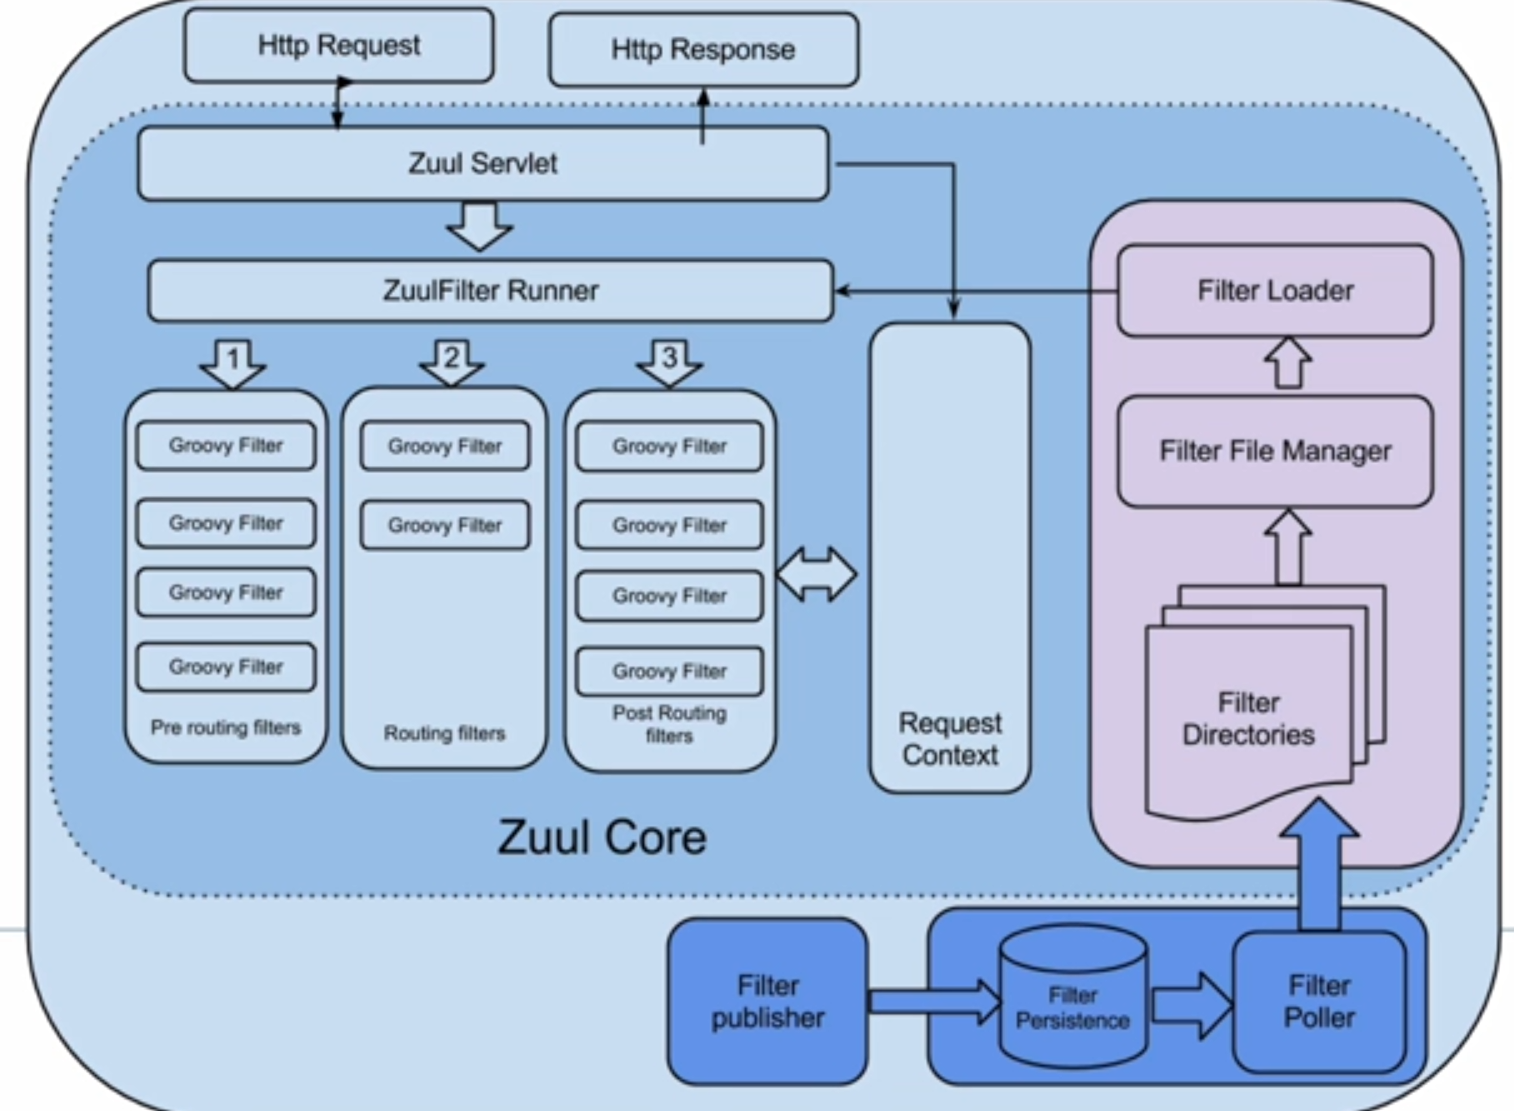 Http Request
Http Response
Zuul Servlet
ZuulFilter Runner
Filter Loader
1
2
3
Groovy Filter
Groovy Filter
Groovy Filter
Groovy Filter
Pre routing filters
Groovy Filter
Groovy Filter
Routing filters
Groovy Filter
Groovy Filter
Groovy Filter
Groovy Filter
Post Routing
filters
Request
Context
Filter File Manager
Filter
Directories
Zuul Core
Filter
publisher
Filter
Persistence
Filter
Poller